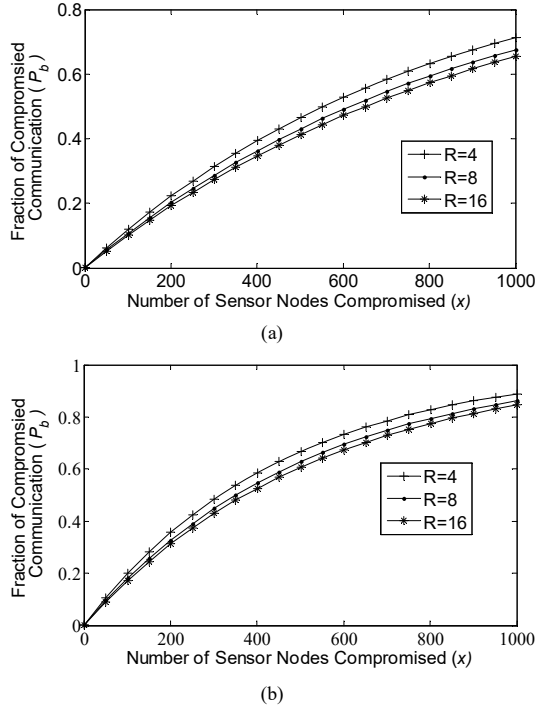 0.8
0.6
0.4
0.2
0
Fraction of Compromsied
Communication ( P_b )
R=4
R=8
R=16
0 200 400 600 800 1000
Number of Sensor Nodes Compromised (x)
(a)
1
0.8
0.6
0.4
0.2
0
Fraction of Compromsied
Communication ( P_b )
R=4
R=8
R=16
0 200 400 600 800 1000
Number of Sensor Nodes Compromised (x)
(b)